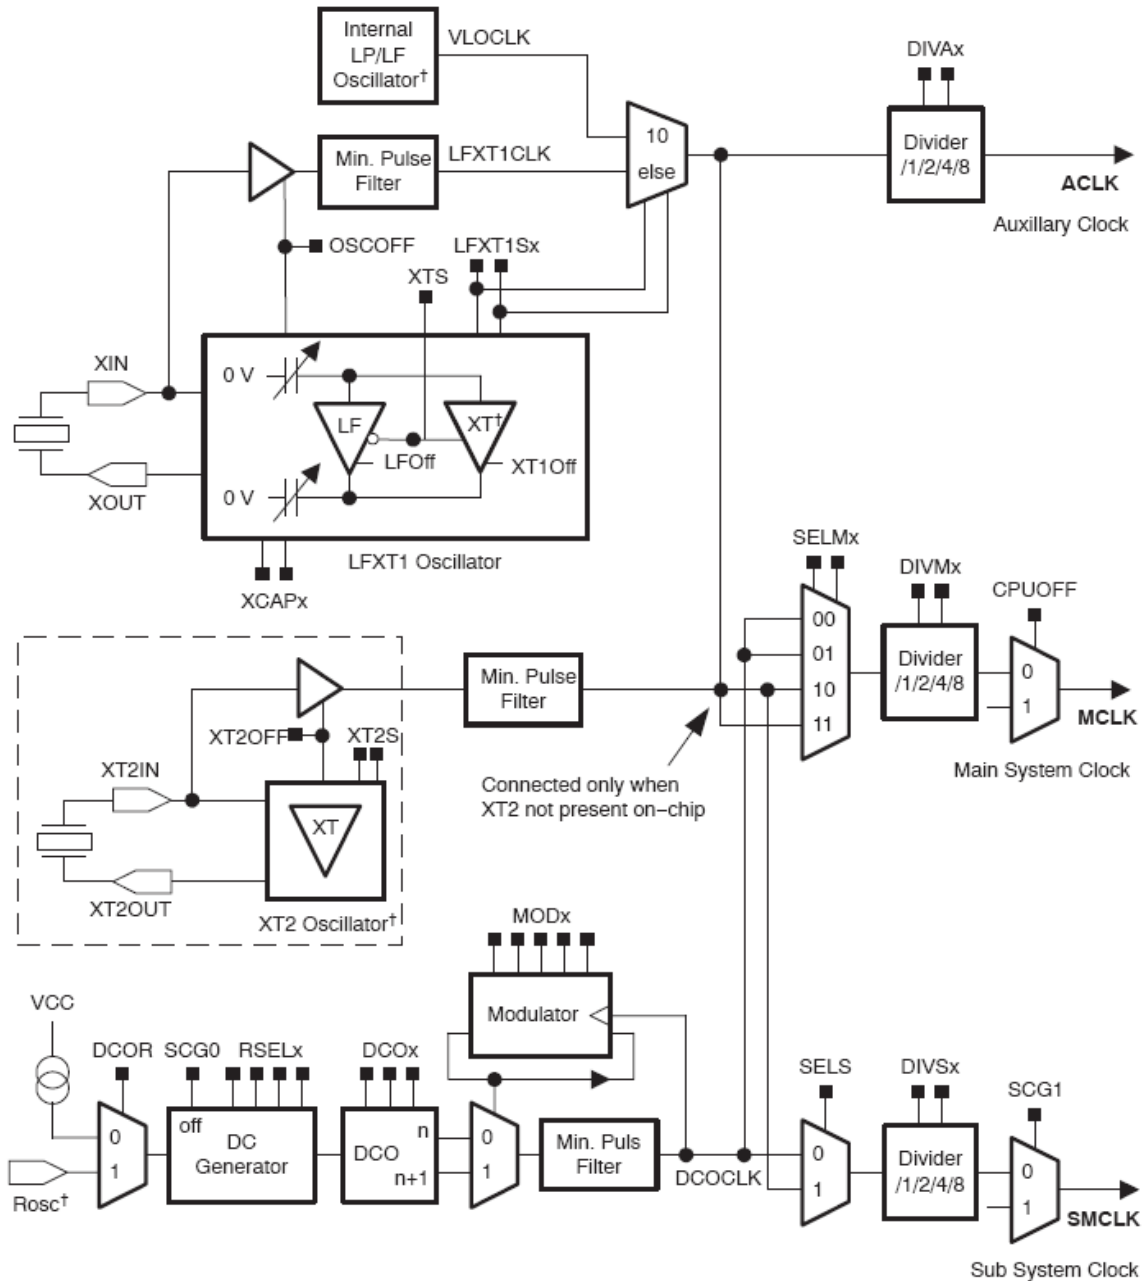 Internal
LP/LF
Oscillator†
VLOCLK
DIVAx
10
else
Divider
/1/2/4/8
Min. Pulse
Filter
LFXT1CLK
ACLK
Auxillary Clock
OSCOFF
LFXT1Sx
XTS
XIN
0 V
LF
XT†
LFOff
XT1Off
0 V
XOUT
LFXT1 Oscillator
XCAPx
SELMx
DIVMx
CPUOFF
00
01
10
11
Divider
/1/2/4/8
0
1
MCLK
Main System Clock
Min. Pulse
Filter
XT2OFF
XT2S
XT2IN
XT
XT2OUT
XT2 Oscillator†
Connected only when
XT2 not present on–chip
MODx
Modulator
VCC
DCOR
SCG0
RSELx
DCOx
0
1
off
DC
Generator
DCO
n
n+1
0
1
Min. Puls
Filter
DCOCLK
Rosc†
SELS
DIVSx
SCG1
0
1
Divider
/1/2/4/8
0
1
SMCLK
Sub System Clock